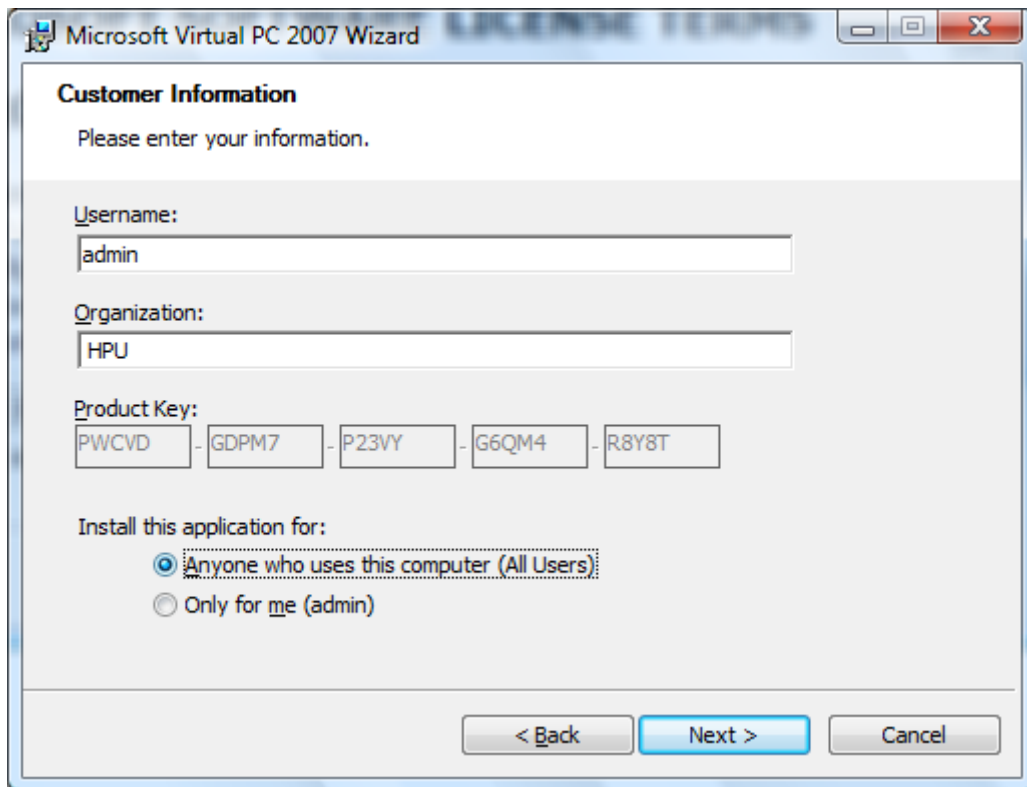 Microsoft Virtual PC 2007 Wizard
LICENSE TERMS
Customer Information
Please enter your information.
Username:
admin
Organization:
HPU
Product Key:
PWCVD - GDPM7 - P23VY - G6QM4 - R8Y8T
Install this application for:
Anyone who uses this computer (All Users)
Only for me (admin)
< Back Next > Cancel